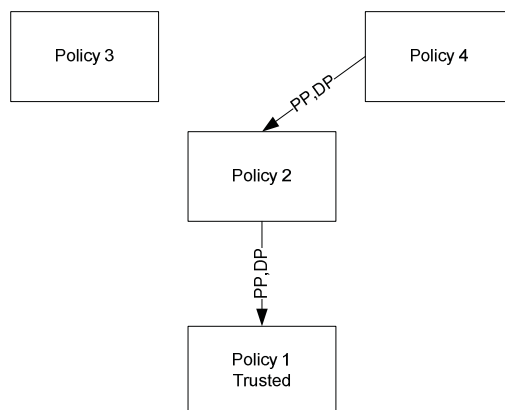 Policy 3
Policy 4
PP,DP
Policy 2
PP,DP
Policy 1
Trusted